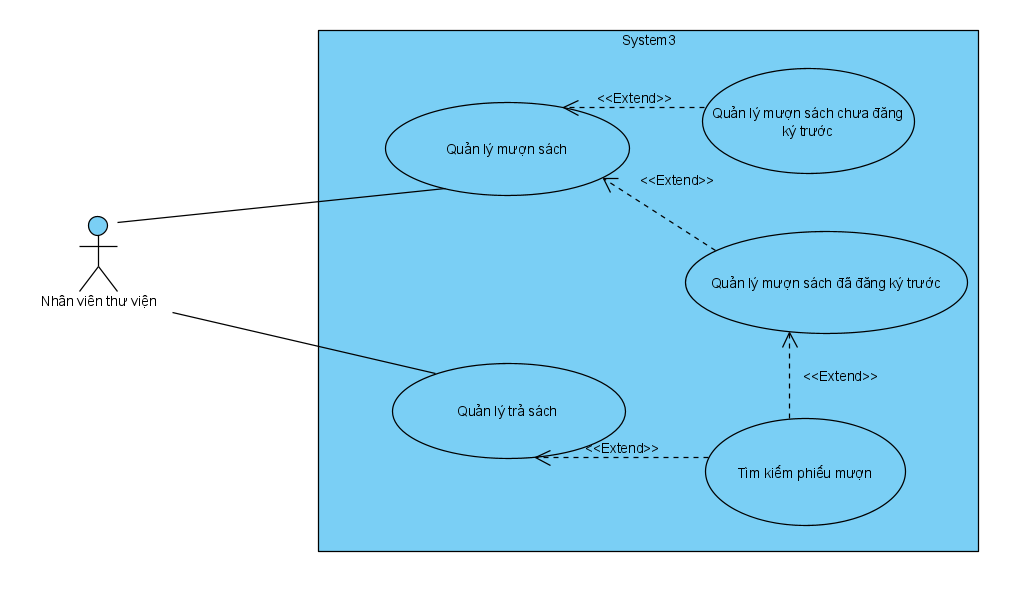 System3
<<Extend>>
Quản lý mượn sách chưa đăng
ký trước
Quản lý mượn sách
<<Extend>>
Quản lý mượn sách đã đăng ký trước
Nhân viên thư viện
<<Extend>>
Quản lý trả sách
<<Extend>>
Tìm kiếm phiếu mượn